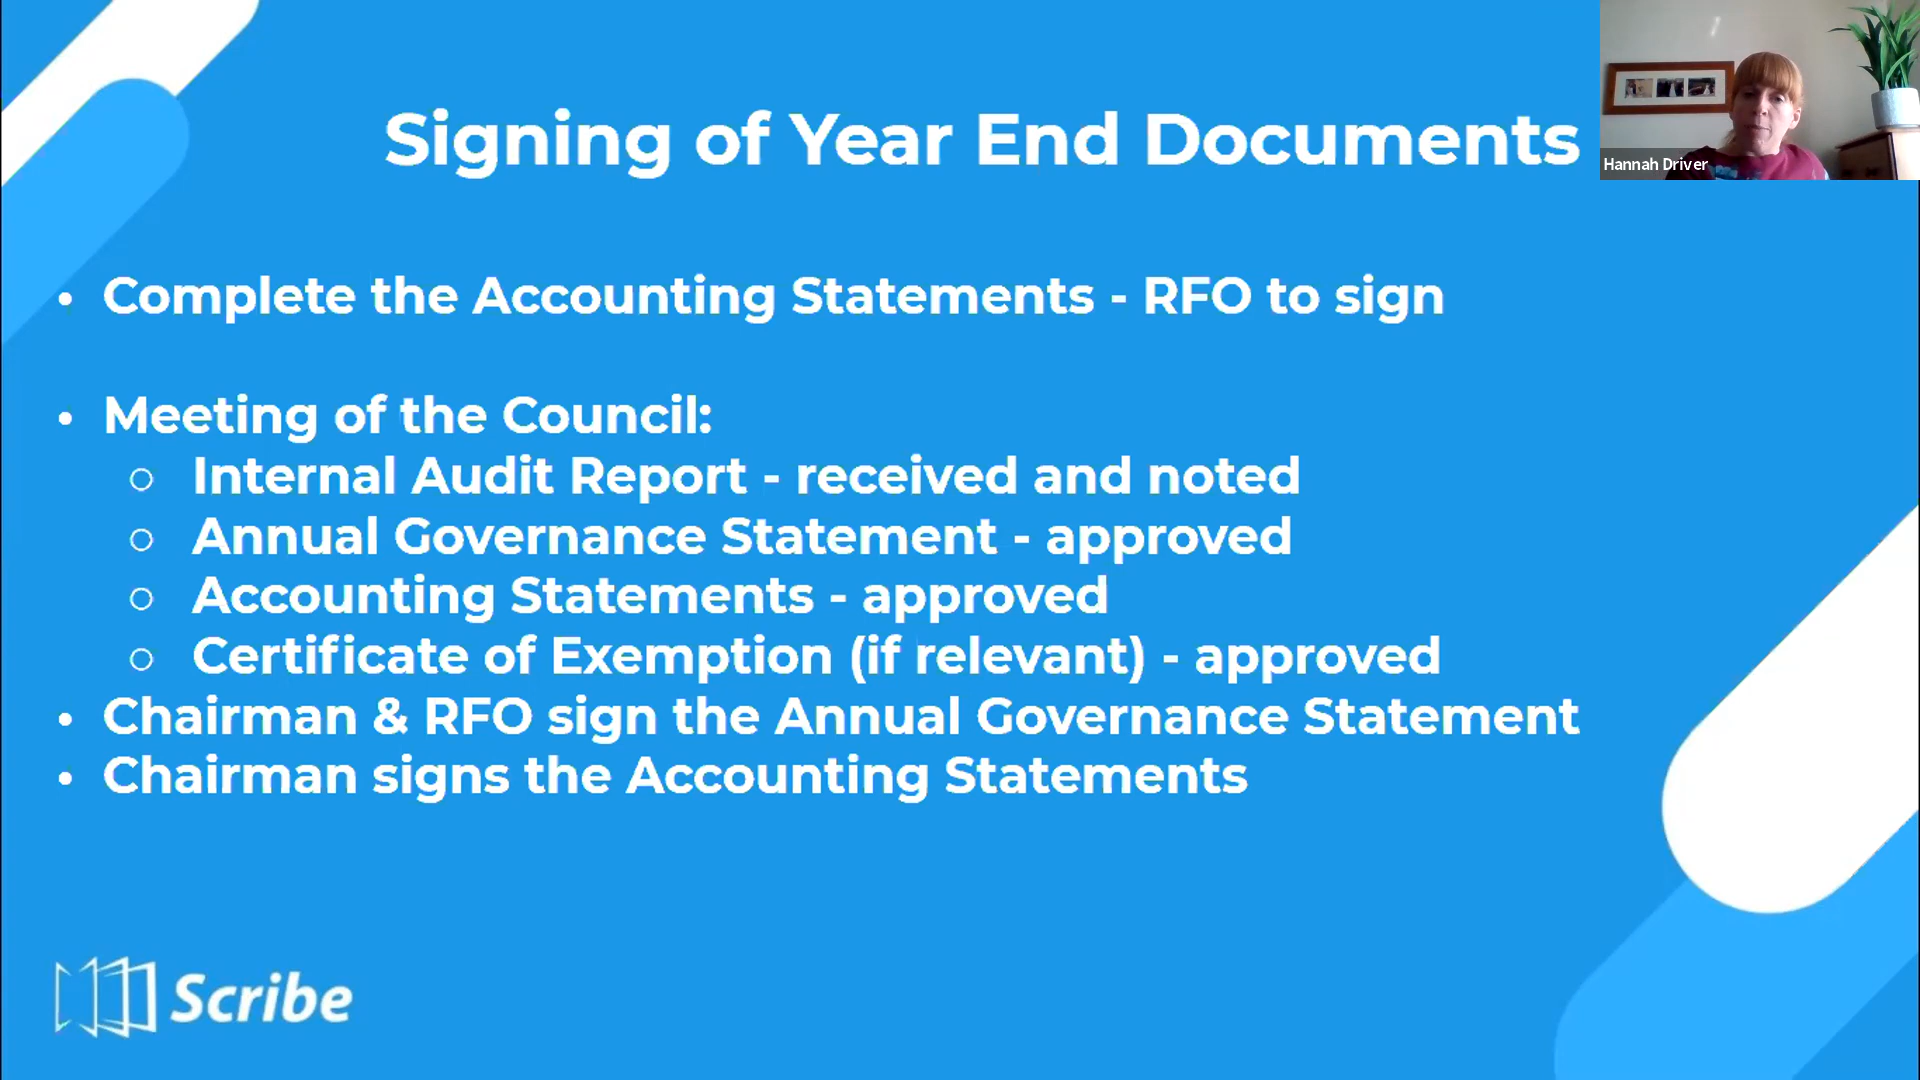 Signing of Year End Documents
Hannah Driver
• Complete the Accounting Statements - RFO to sign
• Meeting of the Council:
○ Internal Audit Report - received and noted
○ Annual Governance Statement - approved
○ Accounting Statements - approved
○ Certificate of Exemption (if relevant) - approved
• Chairman & RFO sign the Annual Governance Statement
• Chairman signs the Accounting Statements
Scribe